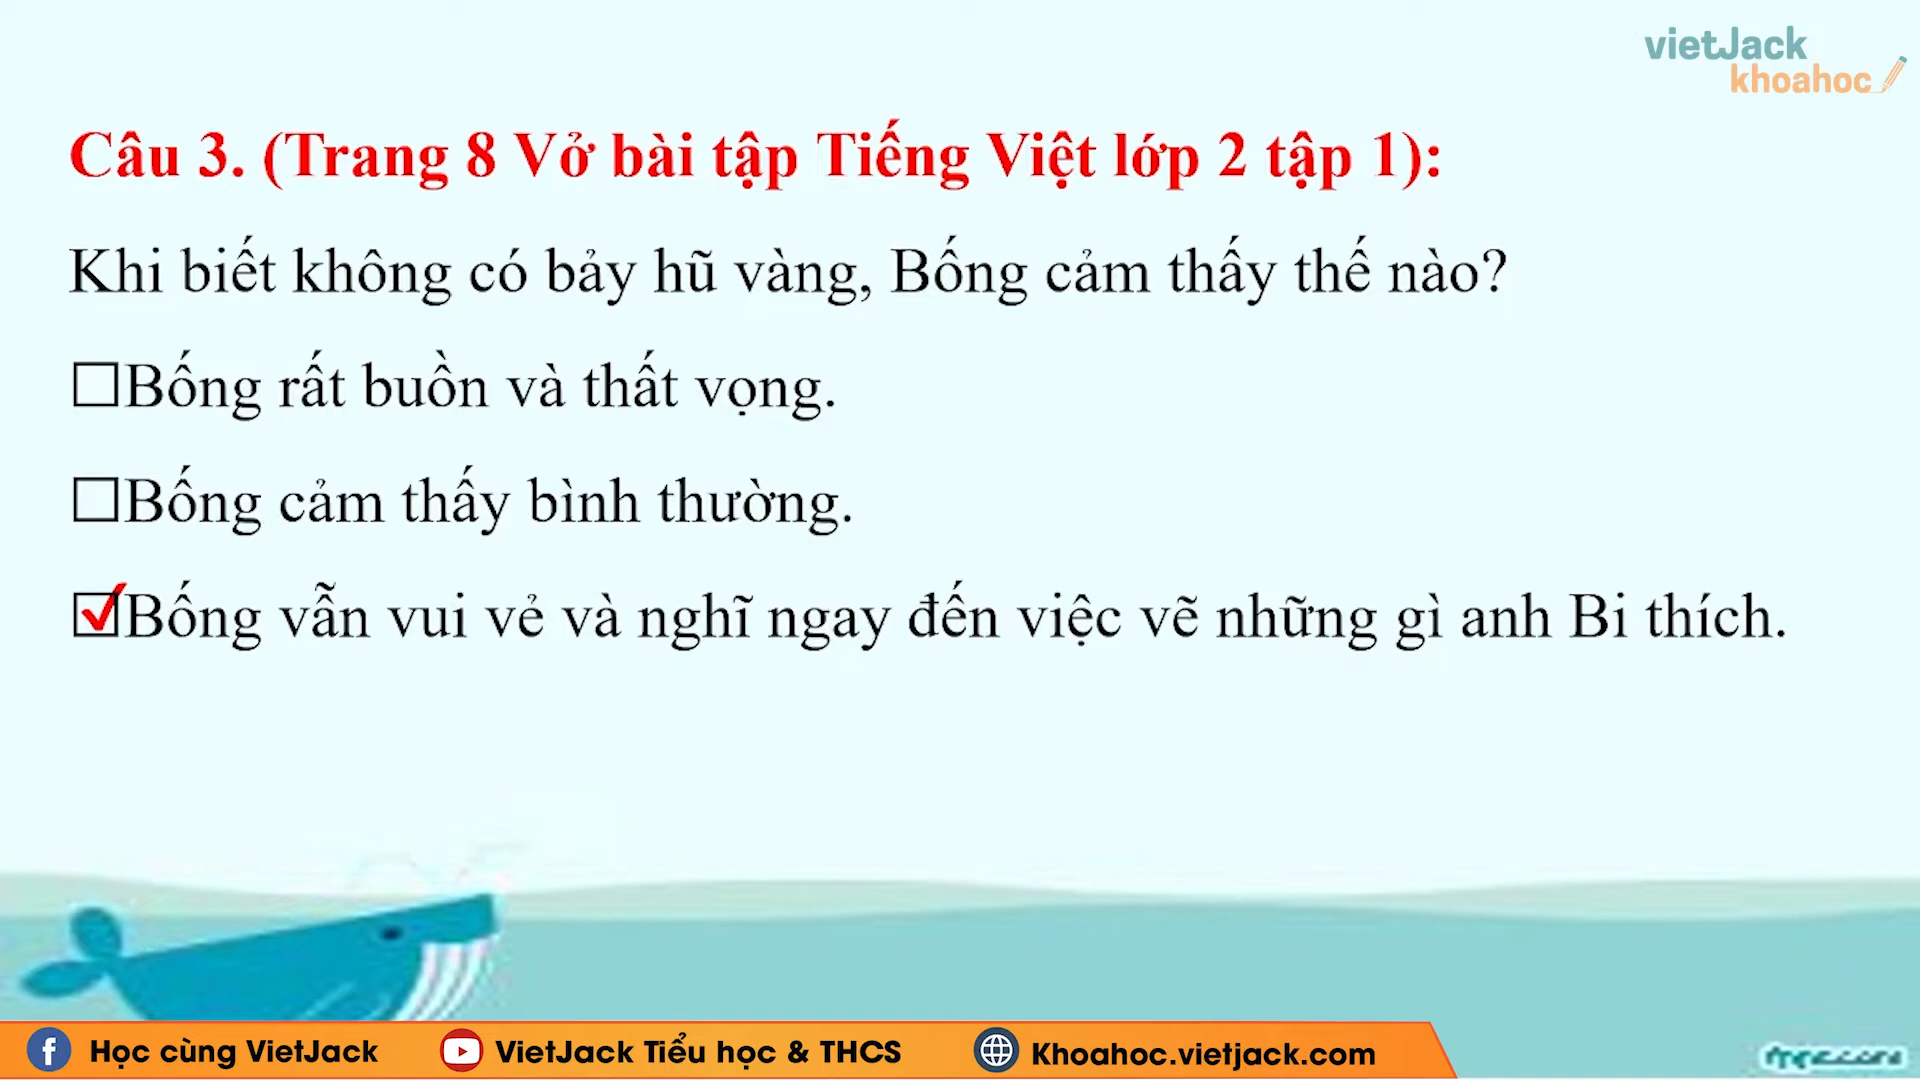 vietJack
khoahoc
Câu 3. (Trang 8 Vở bài tập Tiếng Việt lớp 2 tập 1):
Khi biết không có bảy hũ vàng, Bống cảm thấy thế nào?
☐Bống rất buồn và thất vọng.
☐Bống cảm thấy bình thường.
☑Bống vẫn vui vẻ và nghĩ ngay đến việc vẽ những gì anh Bi thích.
Học cùng VietJack
VietJack Tiểu học & THCS
Khoahoc.vietjack.com